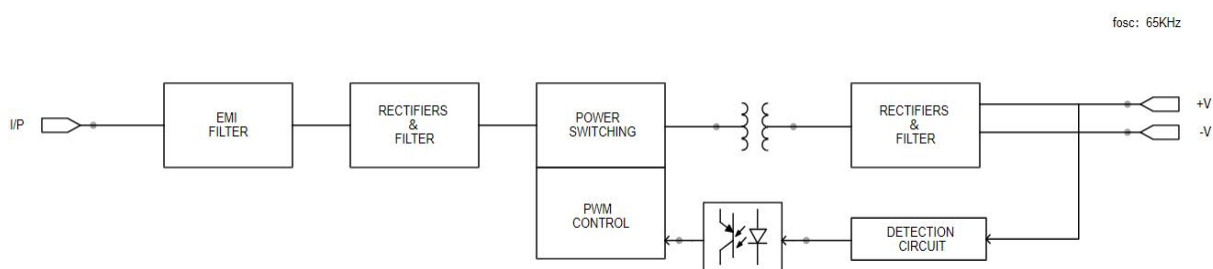 fosc: 65KHz
I/P
EMI
FILTER
RECTIFIERS
&
FILTER
POWER
SWITCHING
RECTIFIERS
&
FILTER
+V
-V
PWM
CONTROL
DETECTION
CIRCUIT